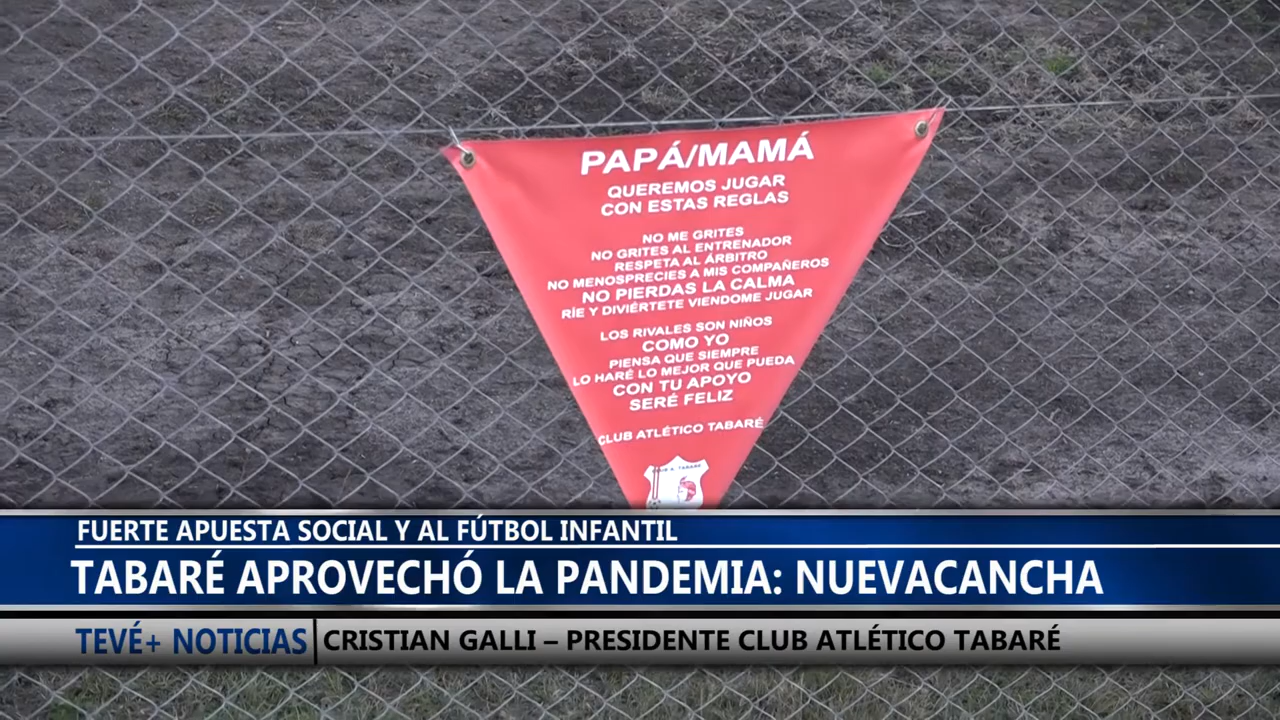 PAPÁ/MAMÁ
QUEREMOS JUGAR
CON ESTAS REGLAS
NO ME GRITES
NO GRITES AL ENTRENADOR
RESPETA AL ÁRBITRO
NO MENOSPRECIES A MIS COMPAÑEROS
NO PIERDAS LA CALMA
RÍE Y DIVIÉRTETE VIENDOME JUGAR
LOS RIVALES SON NIÑOS
COMO YO
PIENSA QUE SIEMPRE
LO HARÉ LO MEJOR QUE PUEDA
CON TU APOYO
SERÉ FELIZ
CLUB ATLÉTICO TABARÉ
FUERTE APUESTA SOCIAL Y AL FÚTBOL INFANTIL
TABARÉ APROVECHÓ LA PANDEMIA: NUEVACANCHA
TEVÉ+ NOTICIAS CRISTIAN GALLI – PRESIDENTE CLUB ATLÉTICO TABARÉ